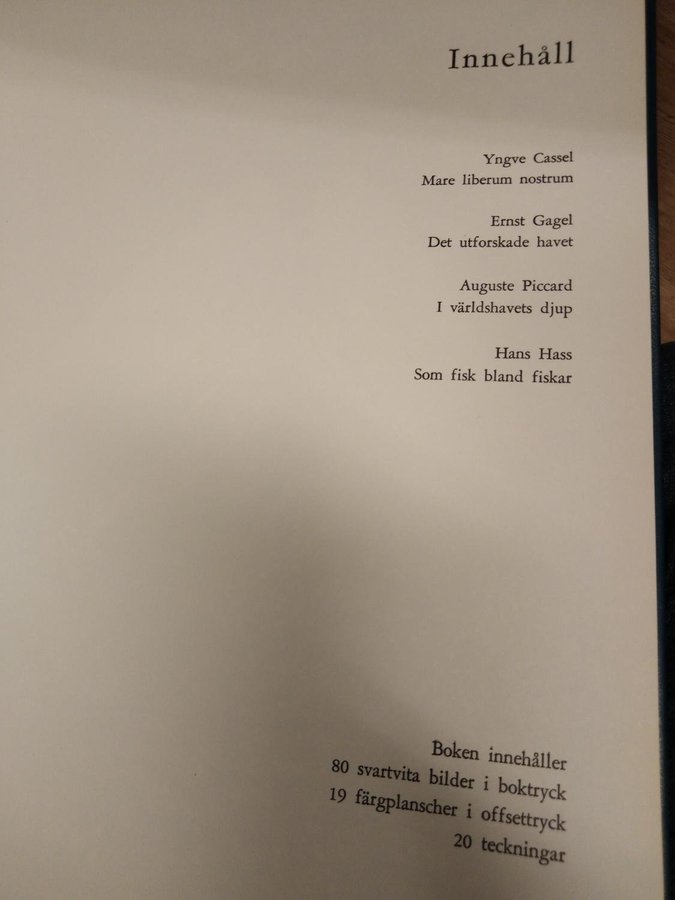 Innehåll
Yngve Cassel
Mare liberum nostrum
Ernst Gagel
Det utforskade havet
Auguste Piccard
I världshavets djup
Hans Hass
Som fisk bland fiskar
Boken innehåller
80 svartvita bilder i boktryck
19 färgplanscher i offsettryck
20 teckningar